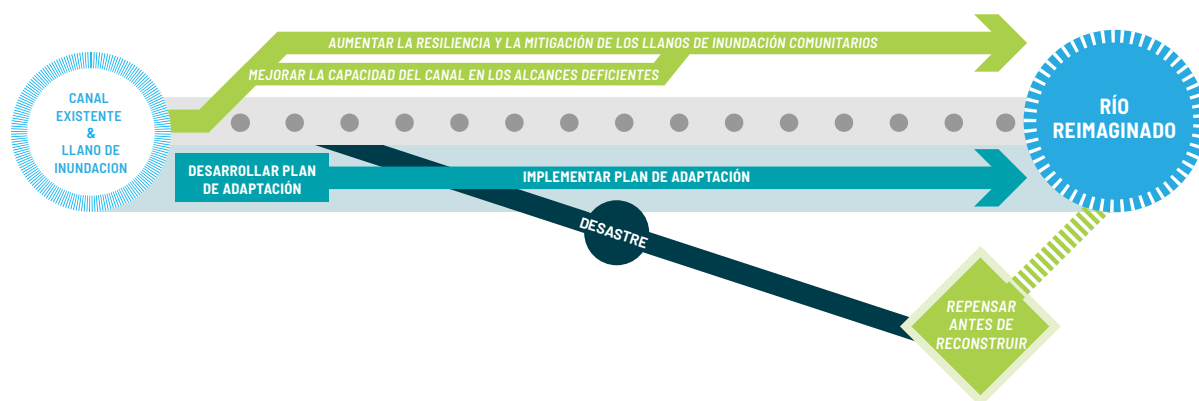 AUMENTAR LA RESILIENCIA Y LA MITIGACIÓN DE LOS LLANOS DE INUNDACIÓN COMUNITARIOS
MEJORAR LA CAPACIDAD DEL CANAL EN LOS ALCANCES DEFICIENTES
CANAL
EXISTENTE
&
LLANO DE
INUNDACION
RÍO
REIMAGINADO
DESARROLLAR PLAN
DE ADAPTACIÓN
IMPLEMENTAR PLAN DE ADAPTACIÓN
DESASTRE
REPENSAR
ANTES DE
RECONSTRUIR